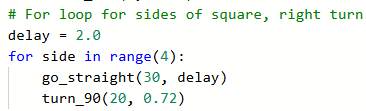 # For loop for sides of square, right turn
delay = 2.0
for side in range(4):
    go_straight(30, delay)
    turn_90(20, 0.72)